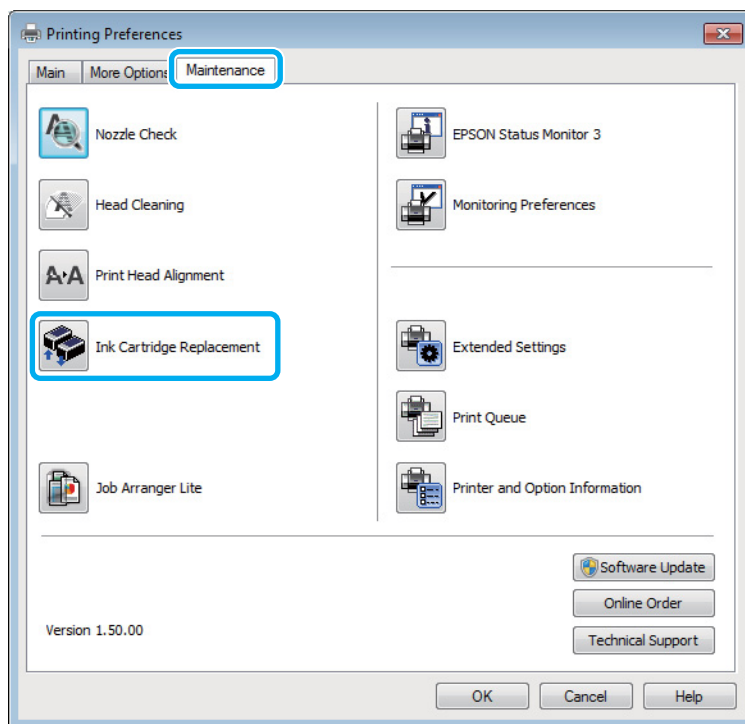 Printing Preferences
Main
More Options
Maintenance
Nozzle Check
Head Cleaning
A A Print Head Alignment
Ink Cartridge Replacement
Job Arranger Lite
EPSON Status Monitor 3
Monitoring Preferences
Extended Settings
Print Queue
Printer and Option Information
Software Update
Online Order
Technical Support
Version 1.50.00
OK
Cancel
Help